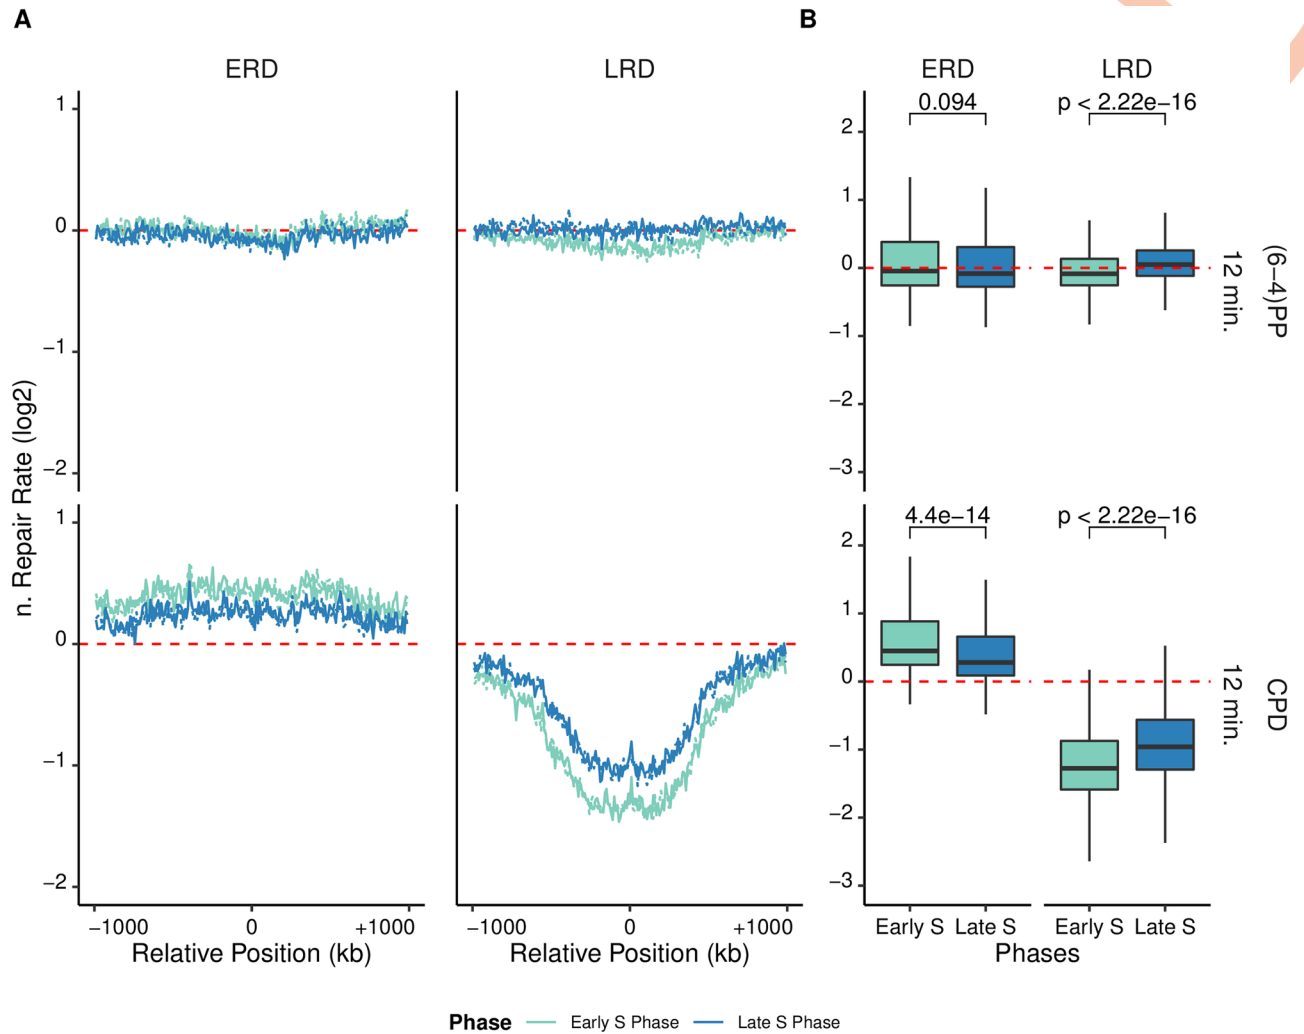 A
B
ERD
LRD
ERD
LRD
0.094
p < 2.22e−16
1
0
−1
−2
2
1
0
−1
−2
−3
(6−4)PP
12 min.
n. Repair Rate (log2)
4.4e−14
p < 2.22e−16
1
0
−1
−2
2
1
0
−1
−2
−3
CPD
12 min.
−1000
0
+1000
−1000
0
+1000
Early S
Late S
Early S
Late S
Relative Position (kb)
Relative Position (kb)
Phases
Phase
Early S Phase
Late S Phase